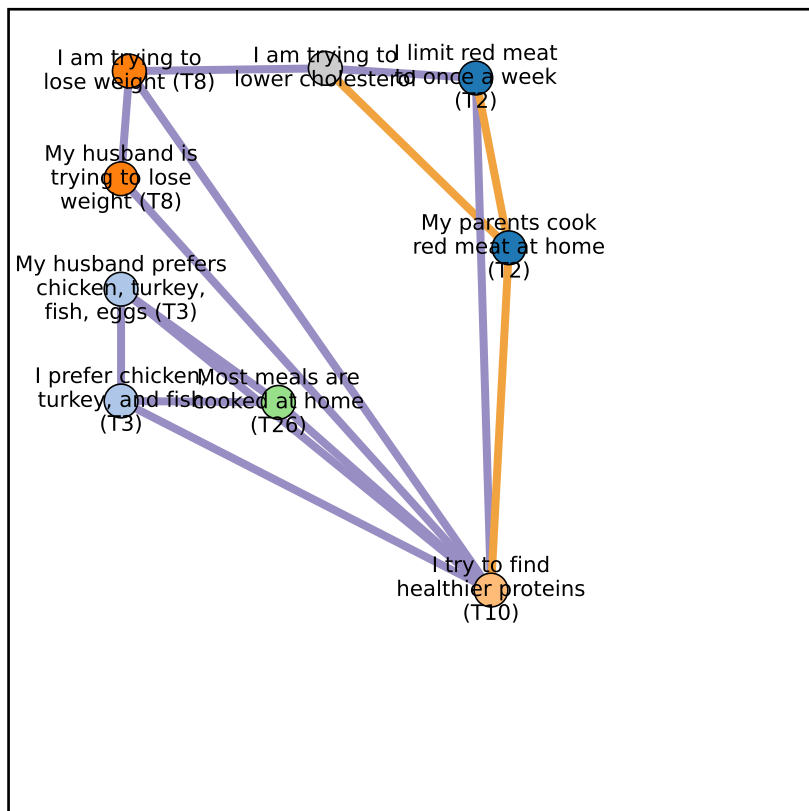 I am trying to
lose weight (T8)
I am trying to
lower cholesterol
I limit red meat
to once a week
(T2)
My husband is
trying to lose
weight (T8)
My parents cook
red meat at home
(T2)
My husband prefers
chicken, turkey,
fish, eggs (T3)
I prefer chicken,
turkey, and fish
(T3)
Most meals are
cooked at home
(T26)
I try to find
healthier proteins
(T10)